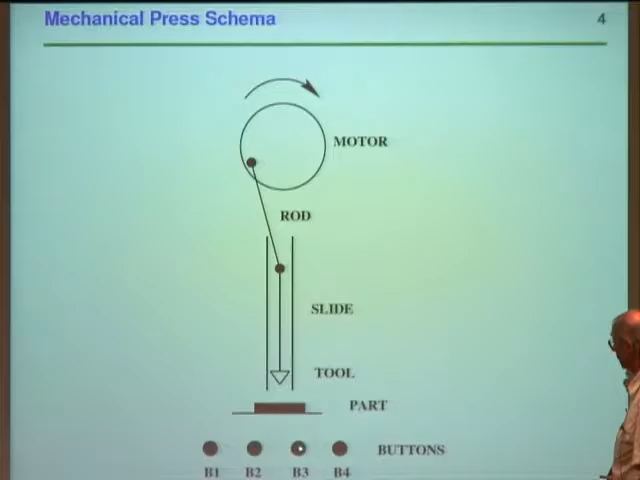 Mechanical Press Schema
4
MOTOR
ROD
SLIDE
TOOL
PART
BUTTONS
B1 B2 B3 B4